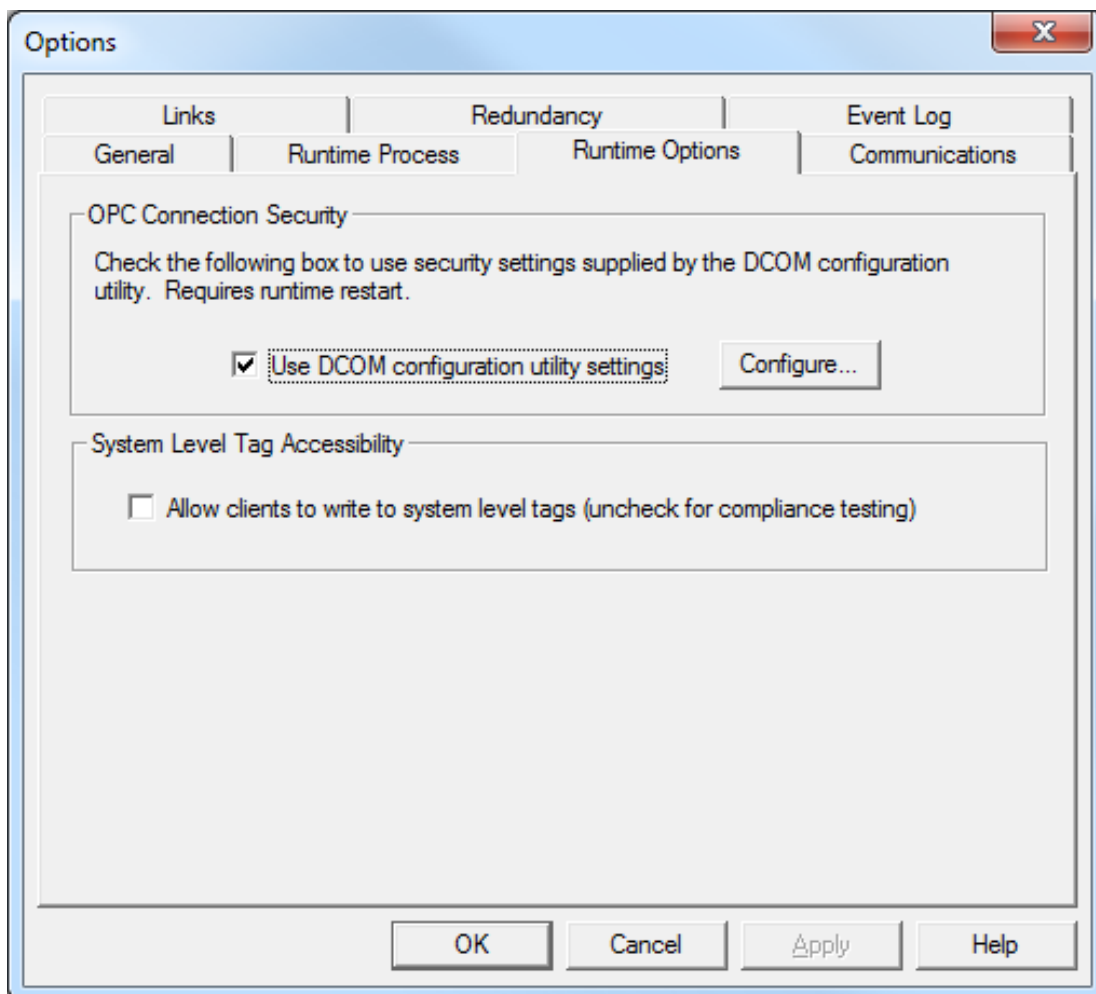 Options
Links
Redundancy
Event Log
General
Runtime Process
Runtime Options
Communications
OPC Connection Security
Check the following box to use security settings supplied by the DCOM configuration
utility.  Requires runtime restart.
Use DCOM configuration utility settings
Configure...
System Level Tag Accessibility
Allow clients to write to system level tags (uncheck for compliance testing)
OK
Cancel
Apply
Help